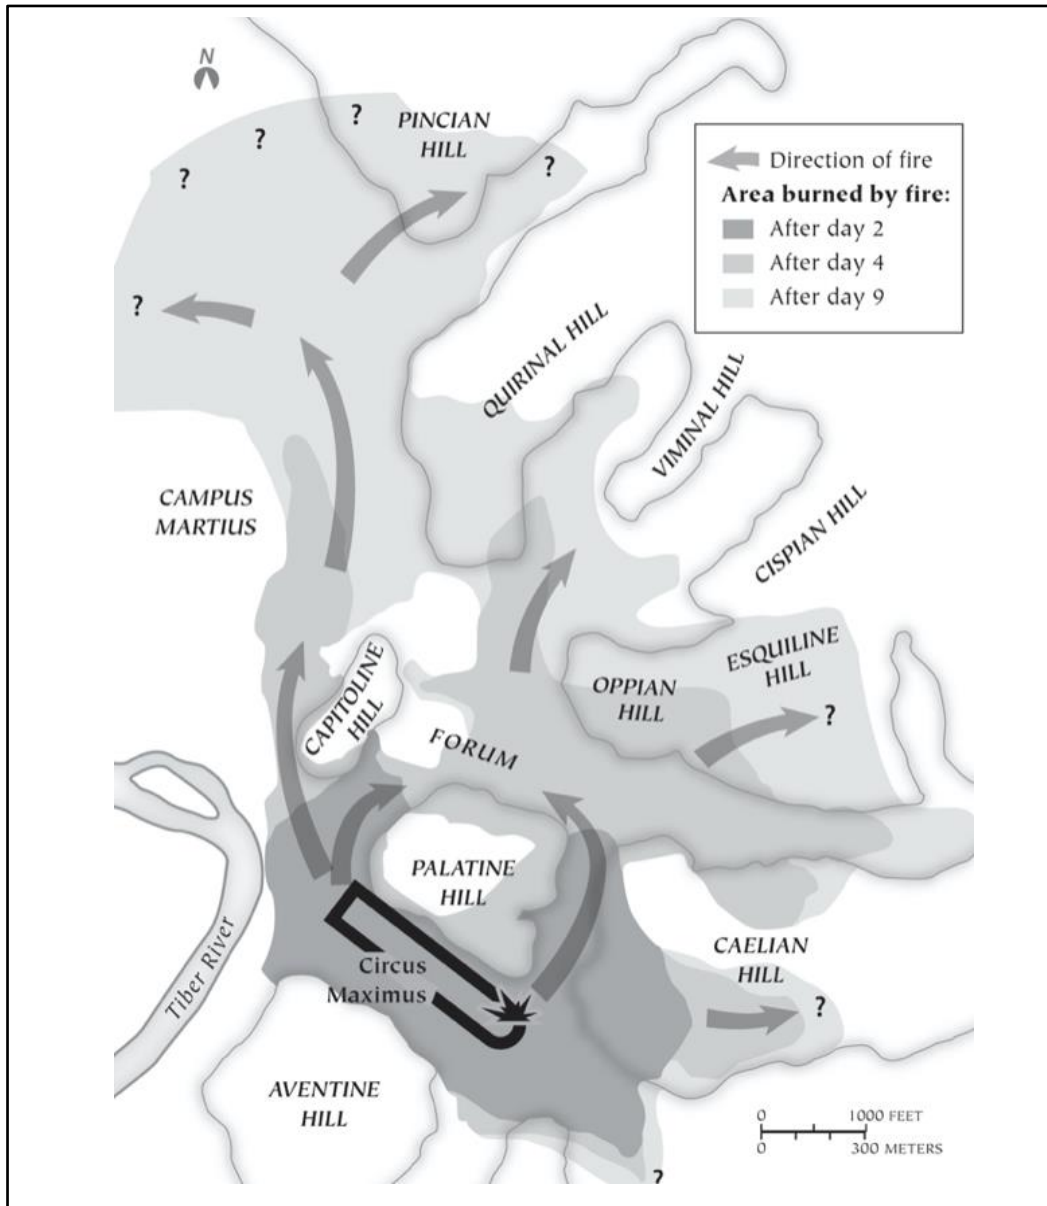 N
?
?
?
?
PINCIAN
HILL
Direction of fire
Area burned by fire:
After day 2
After day 4
After day 9
?
QUIRINAL HILL
VIMINAL HILL
CAMPUS
MARTIUS
CISPIAN HILL
ESQUILINE
HILL
?
OPPIAN
HILL
CAPITOLINE
HILL
FORUM
PALATINE
HILL
Tiber River
Circus
Maximus
CAELIAN
HILL
?
AVENTINE
HILL
0 1000 FEET
0 300 METERS
?